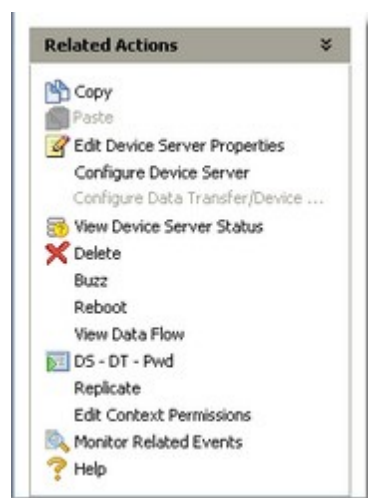 Related Actions
Copy
Paste
Edit Device Server Properties
Configure Device Server
Configure Data Transfer/Device ...
View Device Server Status
Delete
Buzz
Reboot
View Data Flow
DS - DT - Pwd
Replicate
Edit Context Permissions
Monitor Related Events
Help